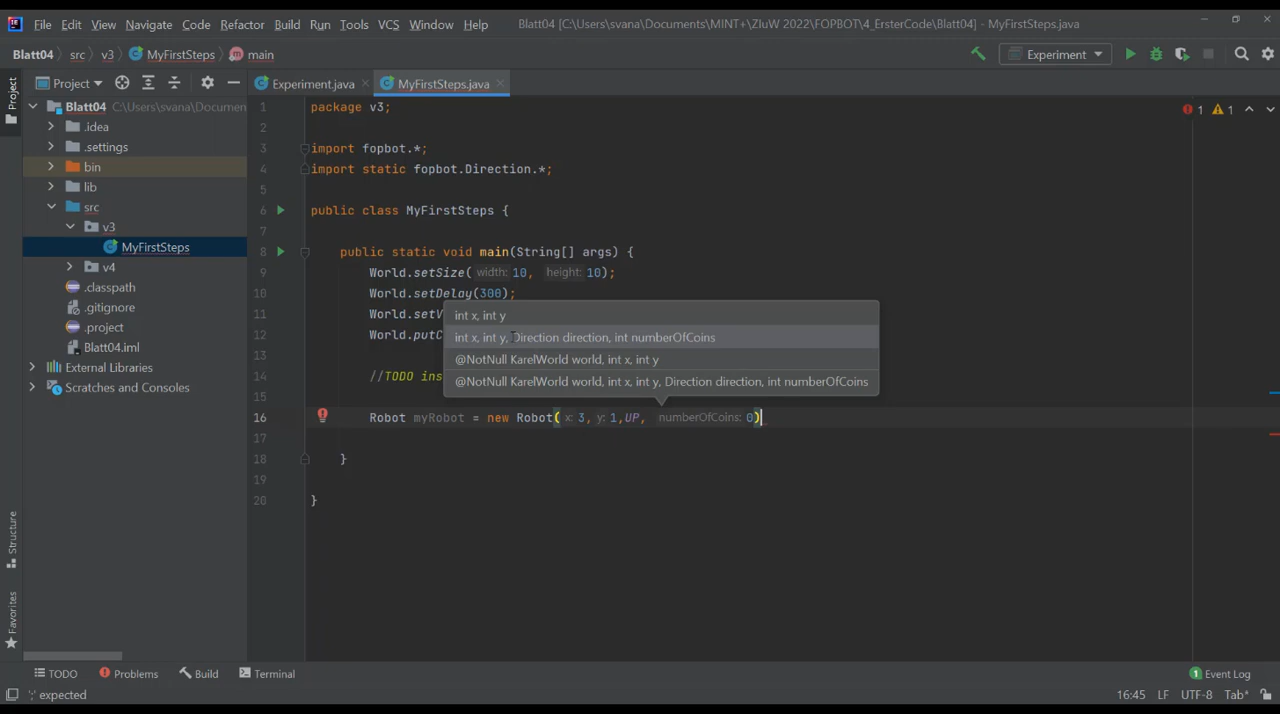 File Edit View Navigate Code Refactor Build Run Tools VCS Window Help Blatt04 [C:\Users\svana\Documents\MINT+\ZIuW 2022\FOPBOT\4_ErsterCode\Blatt04] - MyFirstSteps.java
Blatt04 src v3 MyFirstSteps main Experiment
Project Project Experiment.java MyFirstSteps.java
Blatt04 C:\Users\svana\Documen
.idea
.settings
bin
lib
src
v3
MyFirstSteps
v4
.classpath
.gitignore
.project
Blatt04.iml
External Libraries
Scratches and Consoles
Structure
Favorites
1 1
1 package v3;
2
3 import fopbot.*;
4 import static fopbot.Direction.*;
5
6 public class MyFirstSteps {
7
8 public static void main(String[] args) {
9 World.setSize( width: 10, height: 10);
10 World.setDelay(300);
11 World.setV
12 World.putC
13
14 //TODO ins
15
16 Robot myRobot = new Robot( x: 3, y: 1,UP, numberOfCoins: 0)
17
18 }
19
20 }
int x, int y
int x, int y, Direction direction, int numberOfCoins
@NotNull KarelWorld world, int x, int y
@NotNull KarelWorld world, int x, int y, Direction direction, int numberOfCoins
TODO Problems Build Terminal 1 Event Log
';' expected 16:45 LF UTF-8 Tab*